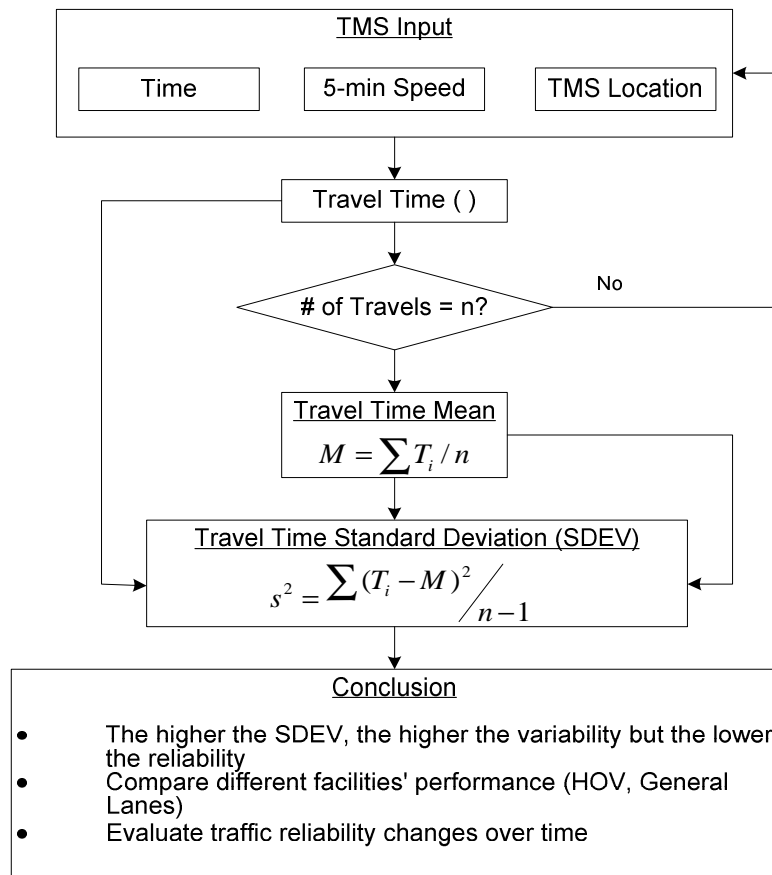 TMS Input
Time
5-min Speed
TMS Location
Travel Time ( )
# of Travels = n?
No
Travel Time Mean
M = ∑ T_i / n
Travel Time Standard Deviation (SDEV)
s² = ∑ (T_i − M)² / n − 1
Conclusion
• The higher the SDEV, the higher the variability but the lower
the reliability
• Compare different facilities' performance (HOV, General
Lanes)
• Evaluate traffic reliability changes over time